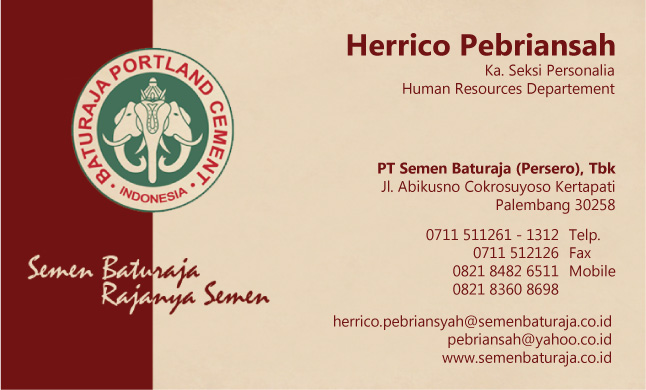 BATURAJA PORTLAND CEMENT
• INDONESIA •
Semen Baturaja
Rajanya Semen
Herrico Pebriansah
Ka. Seksi Personalia
Human Resources Departement
PT Semen Baturaja (Persero), Tbk
Jl. Abikusno Cokrosuyoso Kertapati
Palembang 30258
0711 511261 - 1312 Telp.
0711 512126 Fax
0821 8482 6511 Mobile
0821 8360 8698
herrico.pebriansyah@semenbaturaja.co.id
pebriansah@yahoo.co.id
www.semenbaturaja.co.id